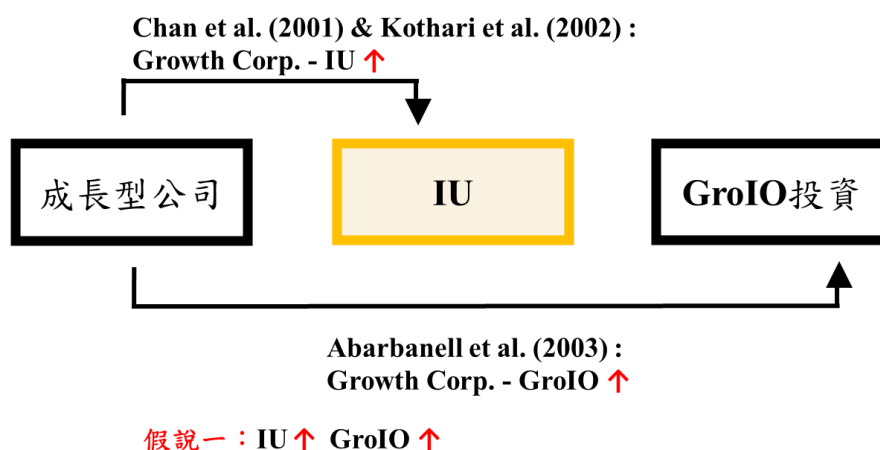 Chan et al. (2001) & Kothari et al. (2002) :
Growth Corp. - IU ↑
成長型公司
IU
GroIO投資
Abarbanell et al. (2003) :
Growth Corp. - GroIO ↑
假說一：IU ↑ GroIO ↑